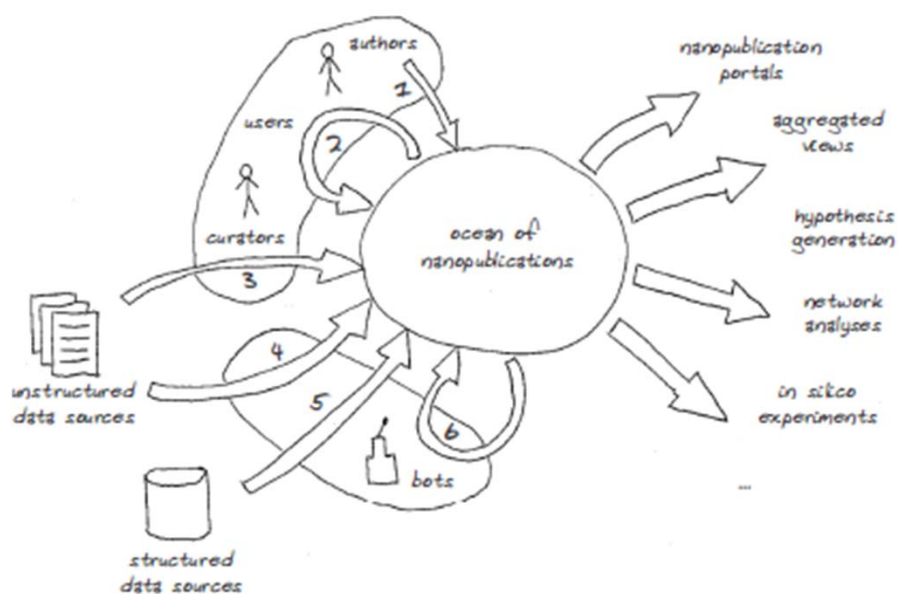 authors
1
users
2
curators
3
unstructured
data sources
4
5
6
bots
structured
data sources
ocean of
nanopublications
nanopublication
portals
aggregated
views
hypothesis
generation
network
analyses
in silico
experiments
...